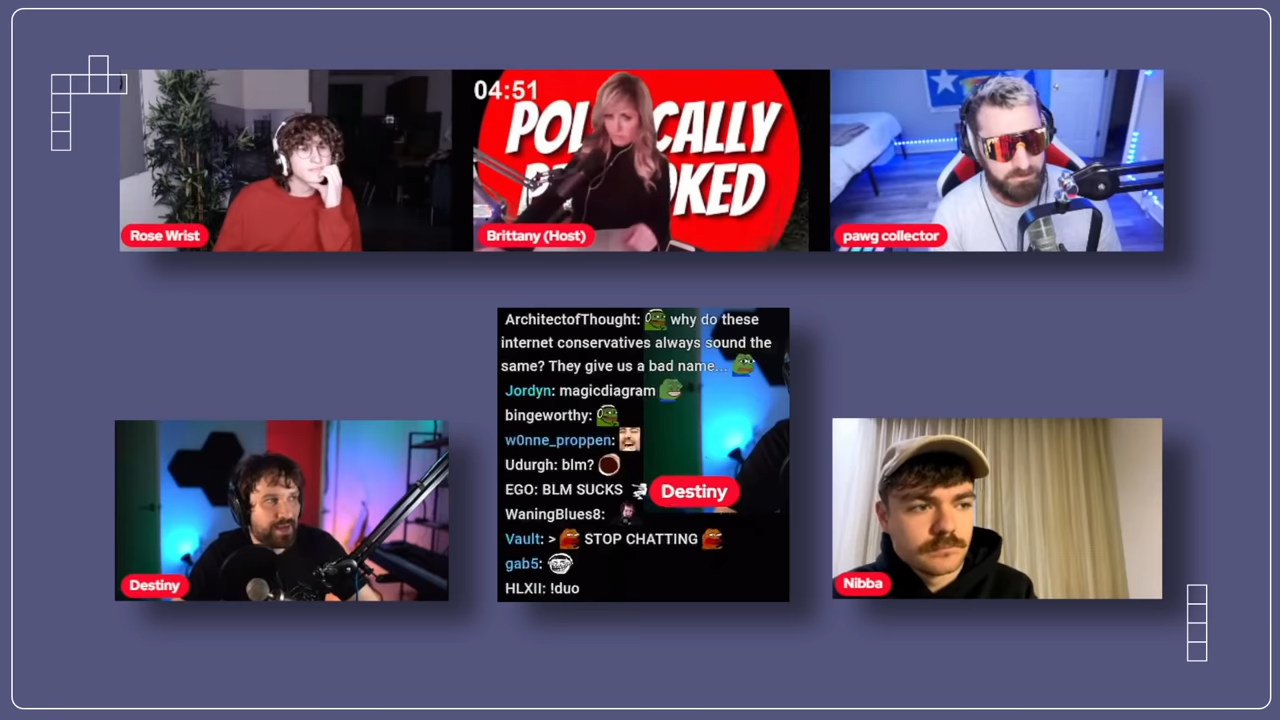 04:51
POL CALLY
P KED
Rose Wrist
Brittany (Host)
pawg collector
ArchitectofThought: why do these
internet conservatives always sound the
same? They give us a bad name...
Jordyn: magicdiagram
bingeworthy:
w0nne_proppen:
Udurgh: blm?
EGO: BLM SUCKS
Destiny
WaningBlues8:
Vault: > STOP CHATTING
gab5:
HLXII: !duo
Destiny
Nibba